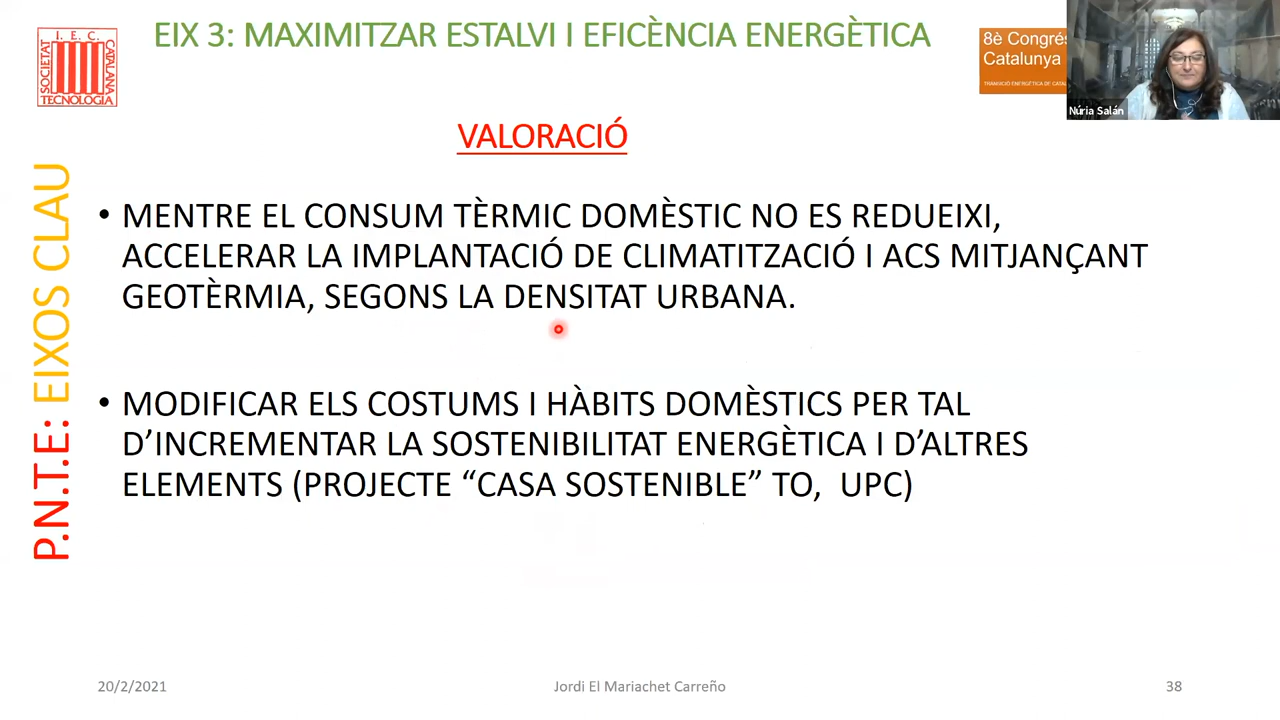 EIX 3: MAXIMITZAR ESTALVI I EFICÈNCIA ENERGÈTICA
I. E. C.
SOCIETAT
CATALANA
TECNOLOGIA
8è Congrés
Catalunya
Núria Salán
VALORACIÓ
P.N.T.E: EIXOS CLAU
• MENTRE EL CONSUM TÈRMIC DOMÈSTIC NO ES REDUEIXI,
ACCELERAR LA IMPLANTACIÓ DE CLIMATITZACIÓ I ACS MITJANÇANT
GEOTÈRMIA, SEGONS LA DENSITAT URBANA.
• MODIFICAR ELS COSTUMS I HÀBITS DOMÈSTICS PER TAL
D’INCREMENTAR LA SOSTENIBILITAT ENERGÈTICA I D’ALTRES
ELEMENTS (PROJECTE “CASA SOSTENIBLE” TO, UPC)
20/2/2021
Jordi El Mariachet Carreño
38